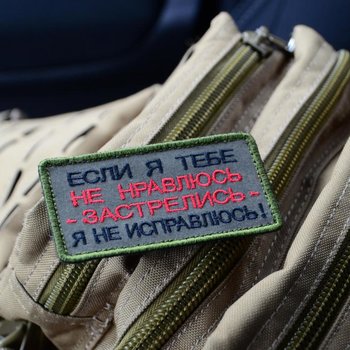 ЕСЛИ Я ТЕБЕ
НЕ НРАВЛЮСЬ
- ЗАСТРЕЛИСЬ -
Я НЕ ИСПРАВЛЮСЬ!